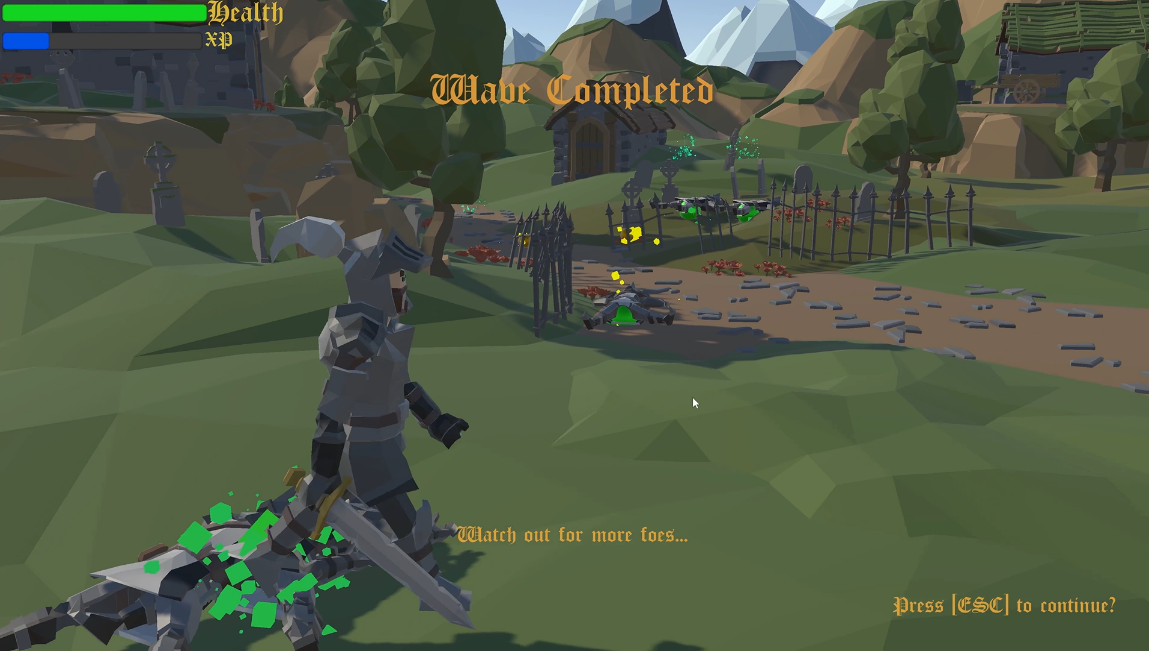 Health
XP
Wave Completed
Watch out for more foes...
Press [ESC] to continue?